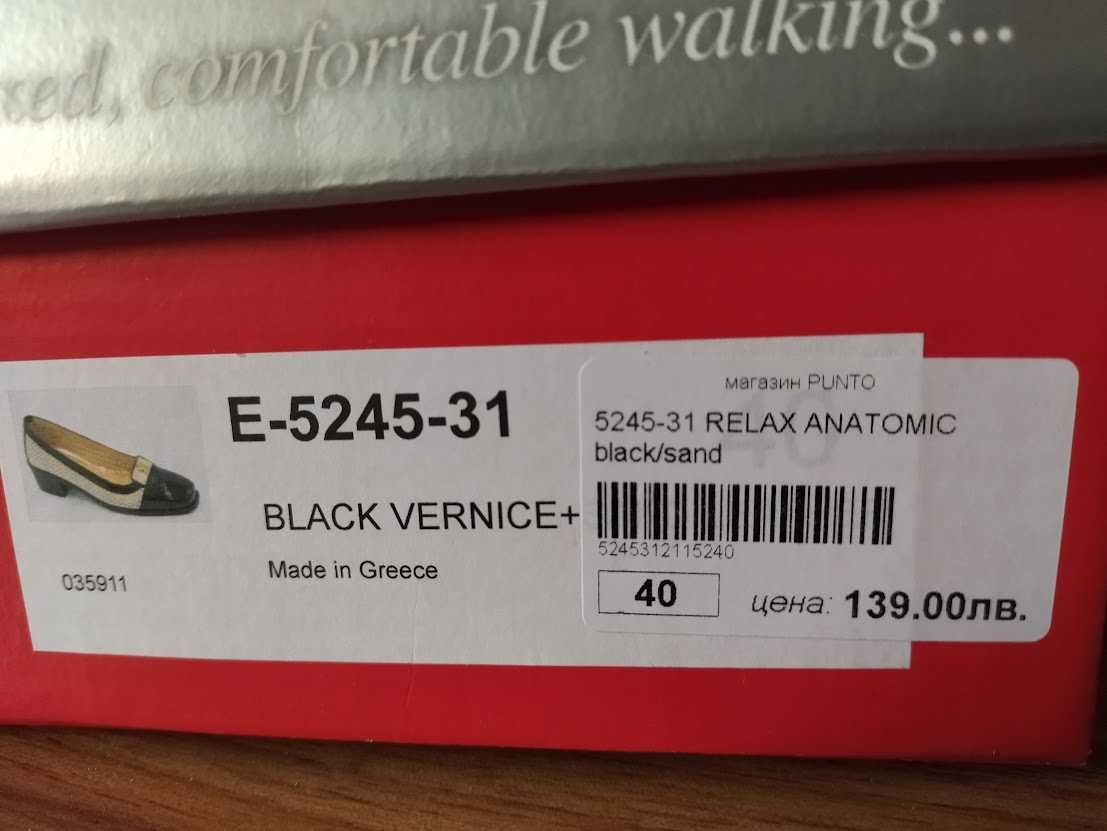 comfortable walking...
E-5245-31
BLACK VERNICE+
Made in Greece
035911
магазин PUNTO
5245-31 RELAX ANATOMIC
black/sand
5245312115240
40
цена: 139.00лв.